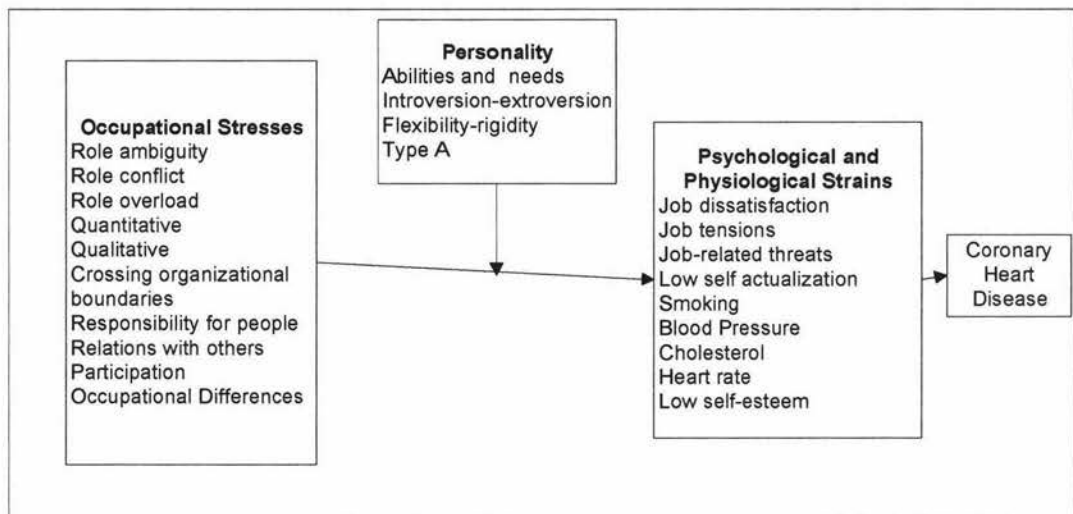 Occupational Stresses
Role ambiguity
Role conflict
Role overload
Quantitative
Qualitative
Crossing organizational
boundaries
Responsibility for people
Relations with others
Participation
Occupational Differences
Personality
Abilities and needs
Introversion-extroversion
Flexibility-rigidity
Type A
Psychological and
Physiological Strains
Job dissatisfaction
Job tensions
Job-related threats
Low self actualization
Smoking
Blood Pressure
Cholesterol
Heart rate
Low self-esteem
Coronary
Heart
Disease